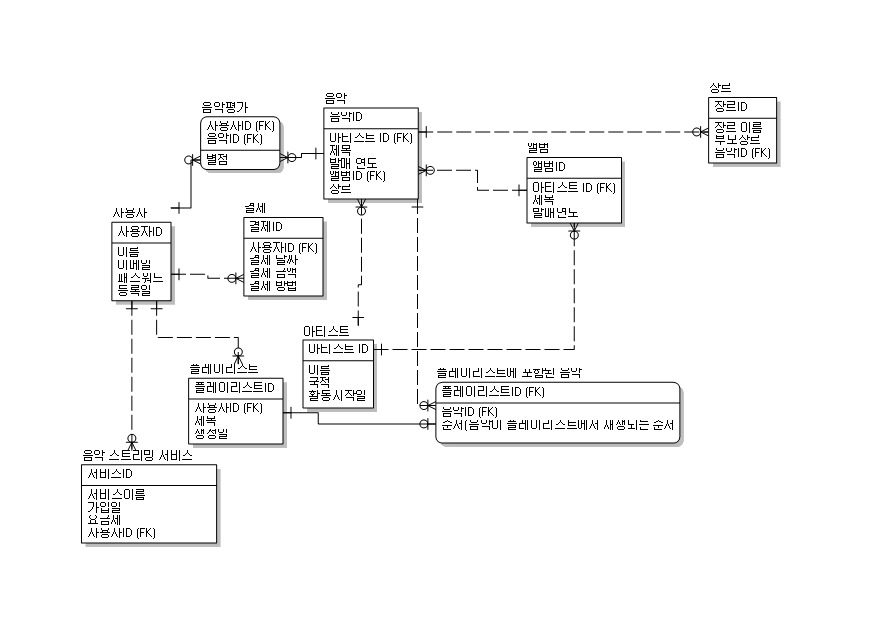 음악평가
사용사ID (FK)
음악ID (FK)
별점
음악
음악ID
아티스트 ID (FK)
제목
발매 연도
앨범ID (FK)
장르
장르
장르ID
장르 이름
부모장르
음악ID (FK)
앨범
앨범ID
아티스트 ID (FK)
제목
발매년도
사용사
사용자ID
이름
이메일
패스워드
등록일
결세
결제ID
사용자ID (FK)
결세 날짜
결세 금액
결세 방법
아티스트
아티스트 ID
이름
국적
활동시작일
플레이리스트
플레이리스트ID
사용사ID (FK)
제목
생성일
플레이리스트에 포함된 음악
플레이리스트ID (FK)
음악ID (FK)
순서(음악이 플레이리스트에서 재생되는 순서
음악 스트리밍 서비스
서비스ID
서비스이름
가입일
요금제
사용사ID (FK)